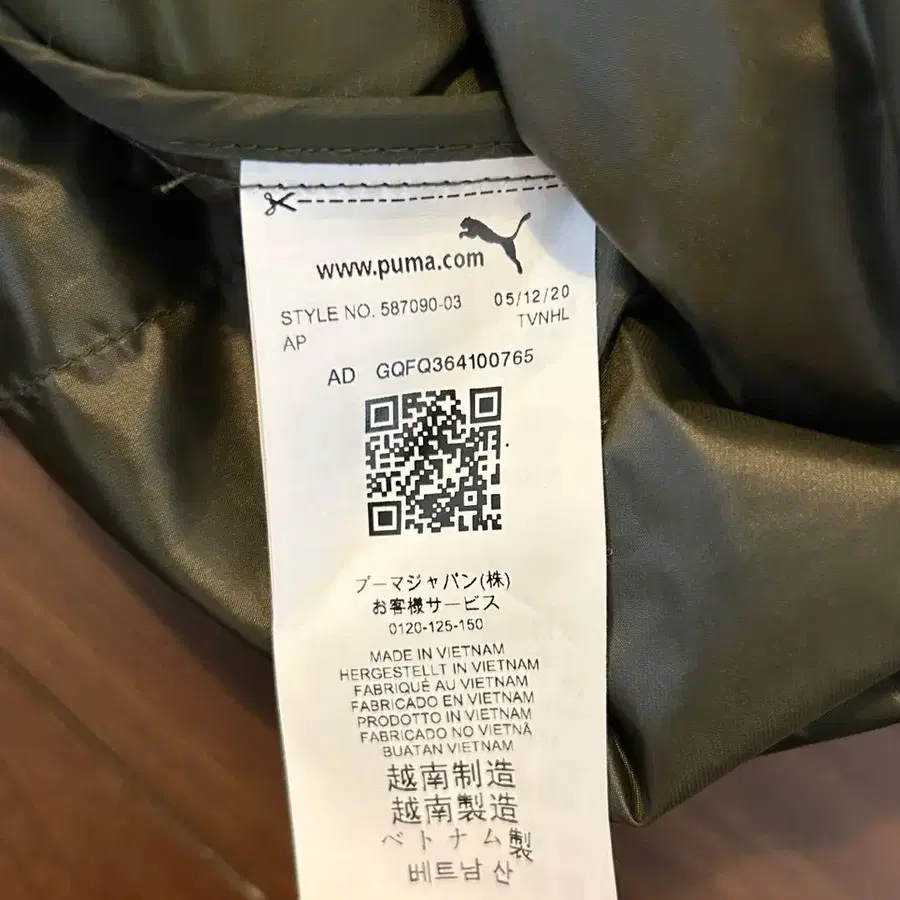 www.puma.com
STYLE NO. 587090-03 05/12/20
AP TVNHL
AD GQFQ364100765
プーマジャパン(株)
お客様サービス
0120-125-150
MADE IN VIETNAM
HERGESTELLT IN VIETNAM
FABRIQUÉ AU VIETNAM
FABRICADO EN VIETNAM
PRODOTTO IN VIETNAM
FABRICADO NO VIETNÃ
BUATAN VIETNAM
越南制造
越南製造
ベトナム製
베트남 산